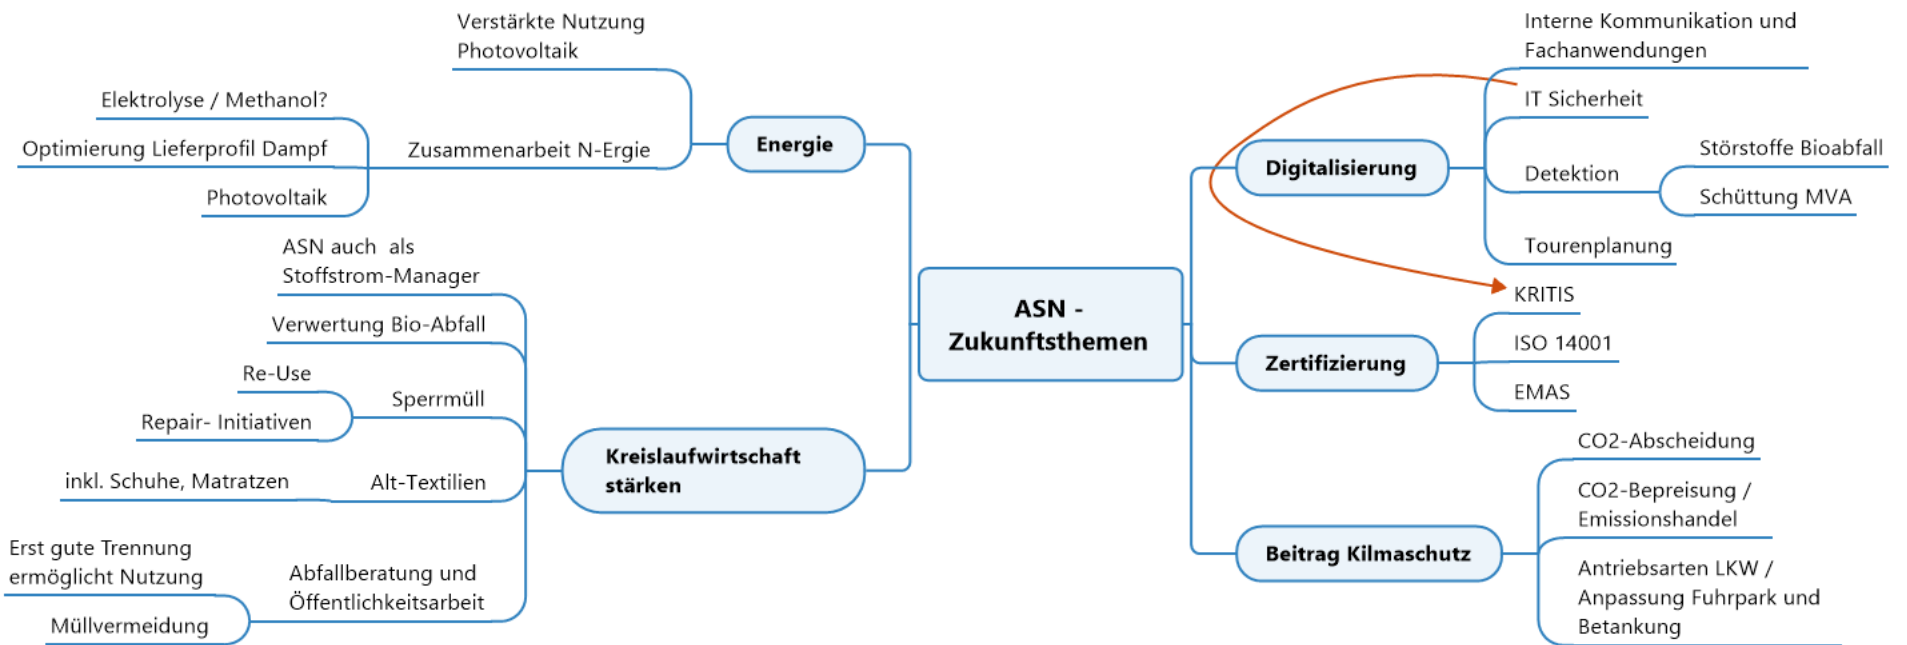 Verstärkte Nutzung
Photovoltaik
Elektrolyse / Methanol?
Optimierung Lieferprofil Dampf
Photovoltaik
Zusammenarbeit N-Ergie
Energie
ASN auch  als
Stoffstrom-Manager
Verwertung Bio-Abfall
Re-Use
Repair- Initiativen
Sperrmüll
inkl. Schuhe, Matratzen
Alt-Textilien
Erst gute Trennung
ermöglicht Nutzung
Müllvermeidung
Abfallberatung und
Öffentlichkeitsarbeit
Kreislaufwirtschaft
stärken
ASN -
Zukunftsthemen
Digitalisierung
Interne Kommunikation und
Fachanwendungen
IT Sicherheit
Detektion
Störstoffe Bioabfall
Schüttung MVA
Tourenplanung
Zertifizierung
KRITIS
ISO 14001
EMAS
Beitrag Kilmaschutz
CO2-Abscheidung
CO2-Bepreisung /
Emissionshandel
Antriebsarten LKW /
Anpassung Fuhrpark und
Betankung